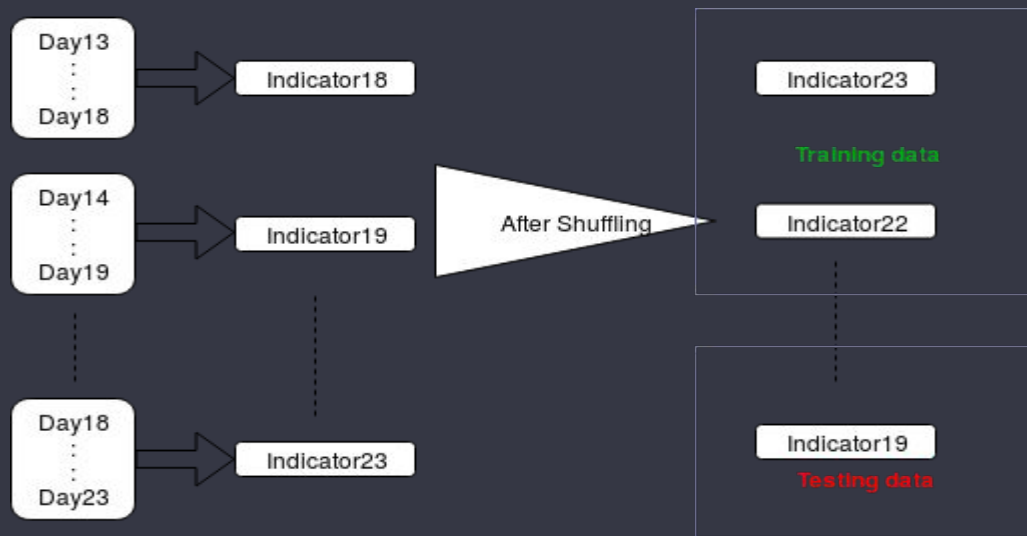 Day13
:
:
Day18
Indicator18
Indicator23
Training data
Day14
:
:
Day19
Indicator19
After Shuffling
Indicator22
Day18
:
:
Day23
Indicator23
Indicator19
Testing data